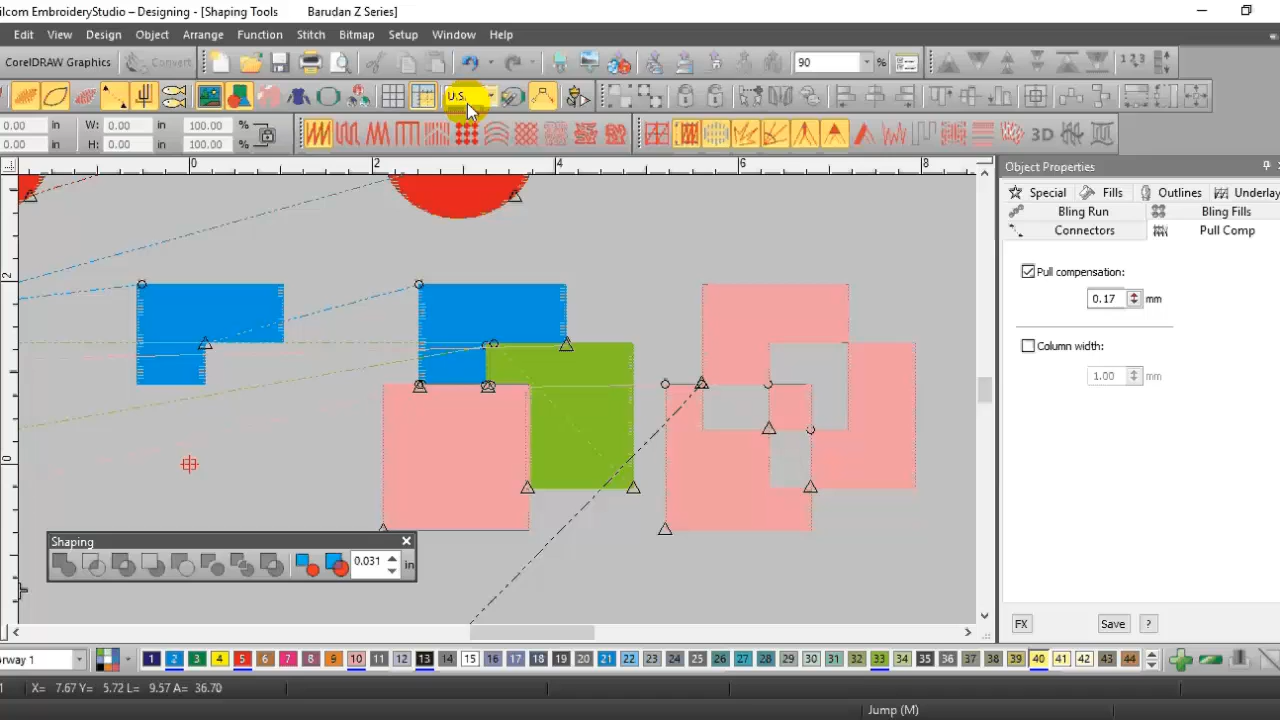 ilcom EmbroideryStudio – Designing - [Shaping Tools Barudan Z Series]
Edit View Design Object Arrange Function Stitch Bitmap Setup Window Help
CorelDRAW Graphics Convert 90 % 1 2 3
U.S.
0.00 in W: 0.00 in 100.00 %
0.00 in H: 0.00 in 100.00 %
3D
0 2 4 6 8
Object Properties
Special Fills Outlines Underlay
Bling Run Bling Fills
Connectors Pull Comp
2
Pull compensation:
0.17 mm
Column width:
1.00 mm
0
Shaping
0.031 in
FX Save ?
rway 1 1 2 3 4 5 6 7 8 9 10 11 12 13 14 15 16 17 18 19 20 21 22 23 24 25 26 27 28 29 30 31 32 33 34 35 36 37 38 39 40 41 42 43 44
1 X= 7.67 Y= 5.72 L= 9.57 A= 36.70
Jump (M)